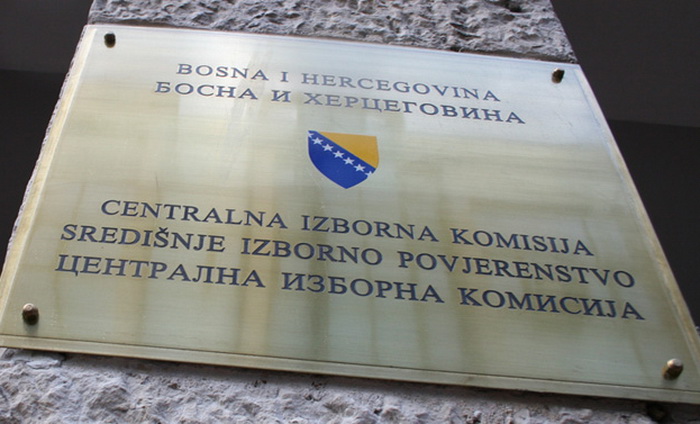 BOSNA I HERCEGOVINA
БОСНА И ХЕРЦЕГОВИНА
CENTRALNA IZBORNA KOMISIJA
SREDIŠNJE IZBORNO POVJERENSTVO
ЦЕНТРАЛНА ИЗБОРНА КОМИСИЈА